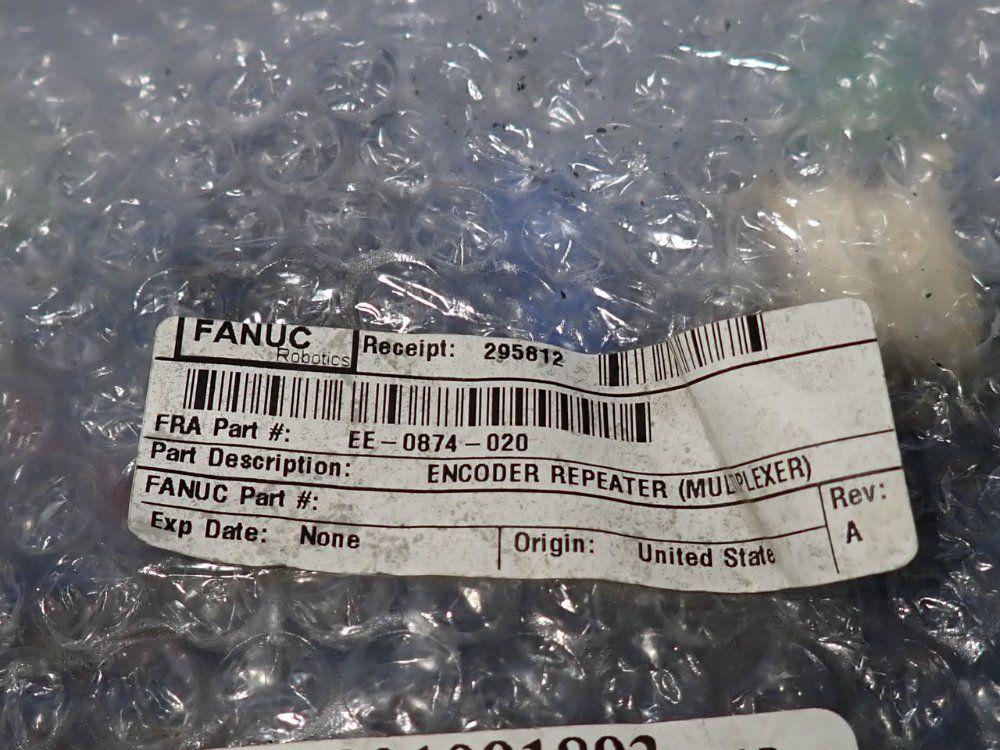 FANUC
Robotics
Receipt: 295812
FRA Part #: EE-0874-020
Part Description: ENCODER REPEATER (MULTIPLEXER)
FANUC Part #:
Rev:
A
Exp Date: None
Origin: United State